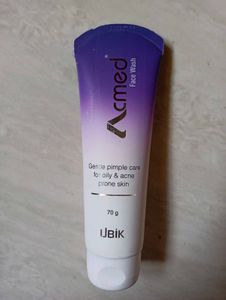 Acmed
Face Wash
Gentle pimple care
for oily & acne
prone skin
70 g
UBIK